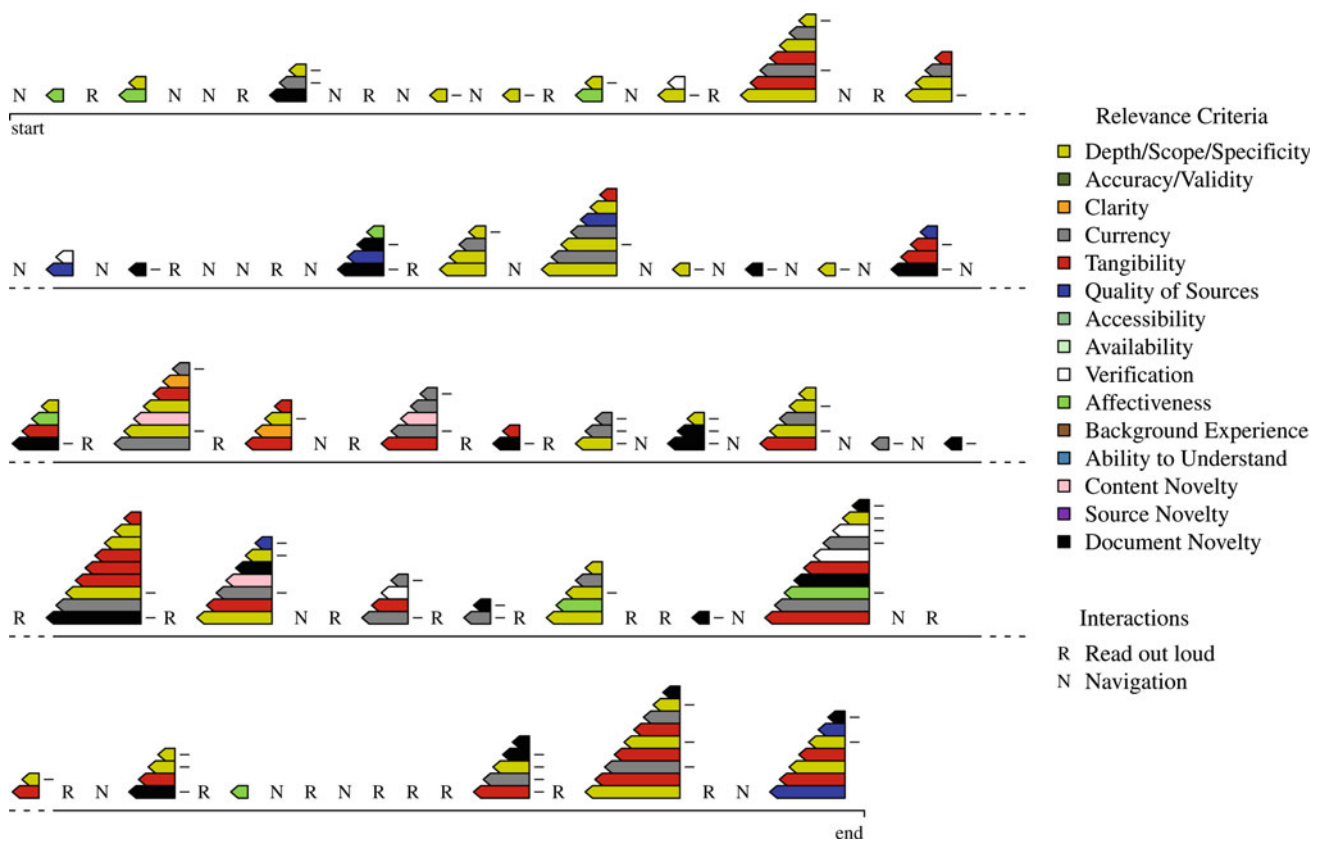 N R N N R N R N N R N R N R
start
N N R N N R N R N N N N N
R R N R R R N N N N
R R N R R R R R N N R
R N R N R N R R R R R N
end
Relevance Criteria
Depth/Scope/Specificity
Accuracy/Validity
Clarity
Currency
Tangibility
Quality of Sources
Accessibility
Availability
Verification
Affectiveness
Background Experience
Ability to Understand
Content Novelty
Source Novelty
Document Novelty
Interactions
R Read out loud
N Navigation